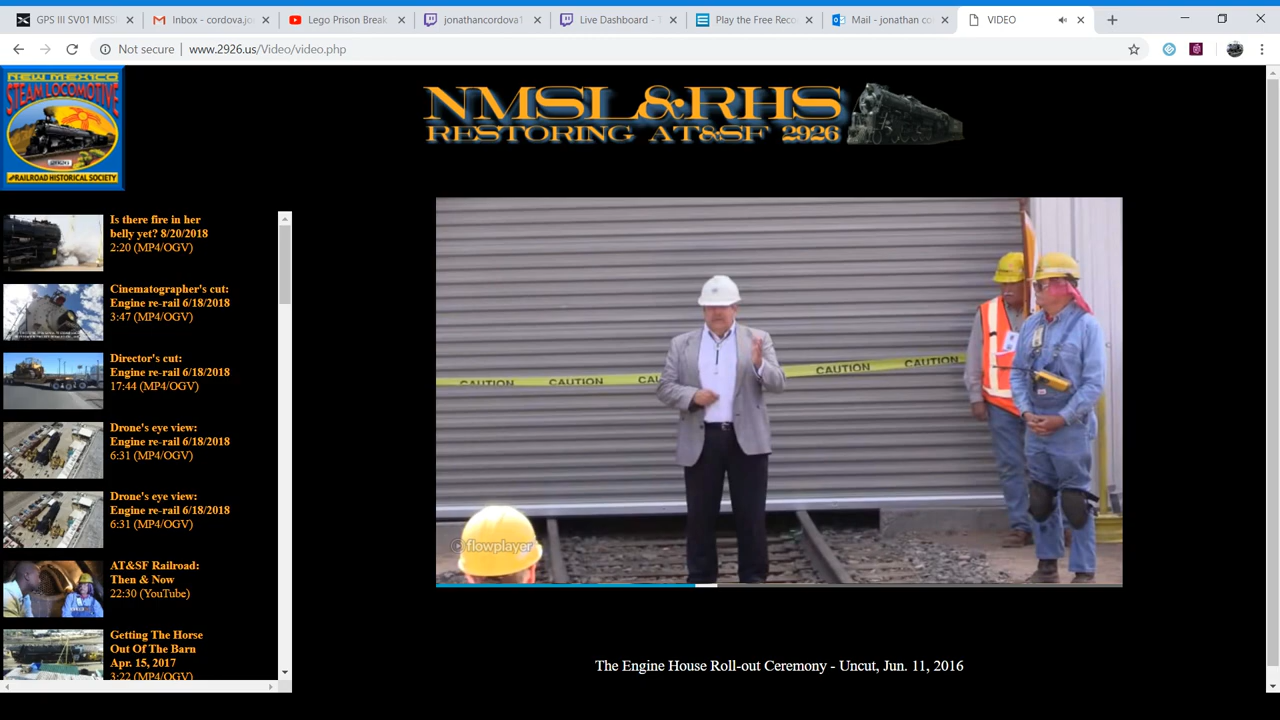 GPS III SV01 MISSI
Inbox - cordova.jo
Lego Prison Break
jonathancordova1
Live Dashboard - T
Play the Free Reco
Mail - jonathan co
VIDEO
Not secure | www.2926.us/Video/video.php
NEW MEXICO
STEAM LOCOMOTIVE
2926
AND RAILROAD HISTORICAL SOCIETY
NMSL&RHS
RESTORING AT&SF 2926
Is there fire in her
belly yet? 8/20/2018
2:20 (MP4/OGV)
Cinematographer's cut:
Engine re-rail 6/18/2018
3:47 (MP4/OGV)
Director's cut:
Engine re-rail 6/18/2018
17:44 (MP4/OGV)
Drone's eye view:
Engine re-rail 6/18/2018
6:31 (MP4/OGV)
Drone's eye view:
Engine re-rail 6/18/2018
6:31 (MP4/OGV)
AT&SF Railroad:
Then & Now
22:30 (YouTube)
Getting The Horse
Out Of The Barn
Apr. 15, 2017
3:22 (MP4/OGV)
CAUTION CAUTION CAU CAUTION CAUTION
flowplayer
The Engine House Roll-out Ceremony - Uncut, Jun. 11, 2016